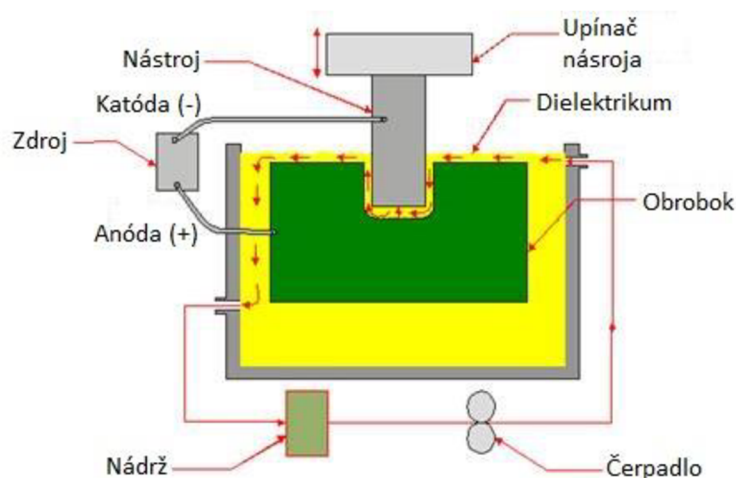 Upínač
násroja
Nástroj
Katóda (-)
Dielektrikum
Zdroj
Obrobok
Anóda (+)
Nádrž
Čerpadlo